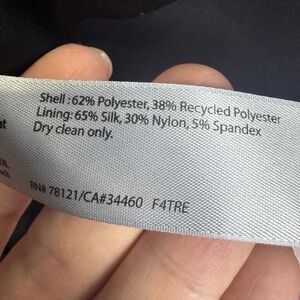 Shell : 62% Polyester, 38% Recycled Polyester
Lining: 65% Silk, 30% Nylon, 5% Spandex
Dry clean only.
RN# 78121/CA#34460 F4TRE